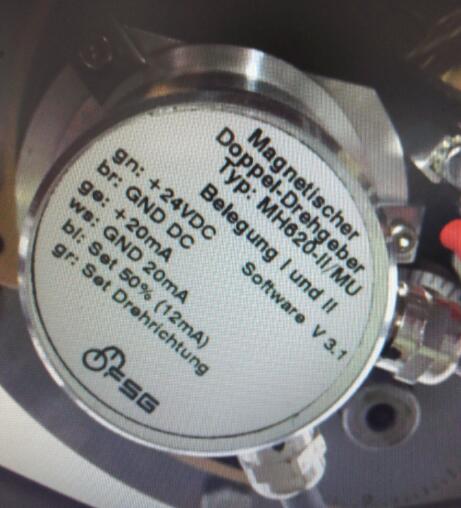 Magnetischer
Doppel-Drehgeber
TYP: MH620-II/MU
Belegung I und II
Software V 3.1
gn: +24VDC
br: GND DC
ge: +20mA
ws: GND 20mA
bl: Set 50% (12mA)
gr: Set Drehrichtung
FSG